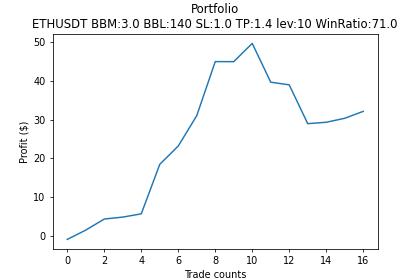 Portfolio
ETHUSDT BBM:3.0 BBL:140 SL:1.0 TP:1.4 lev:10 WinRatio:71.0
50
40
30
20
10
0
Profit ($)
0 2 4 6 8 10 12 14 16
Trade counts